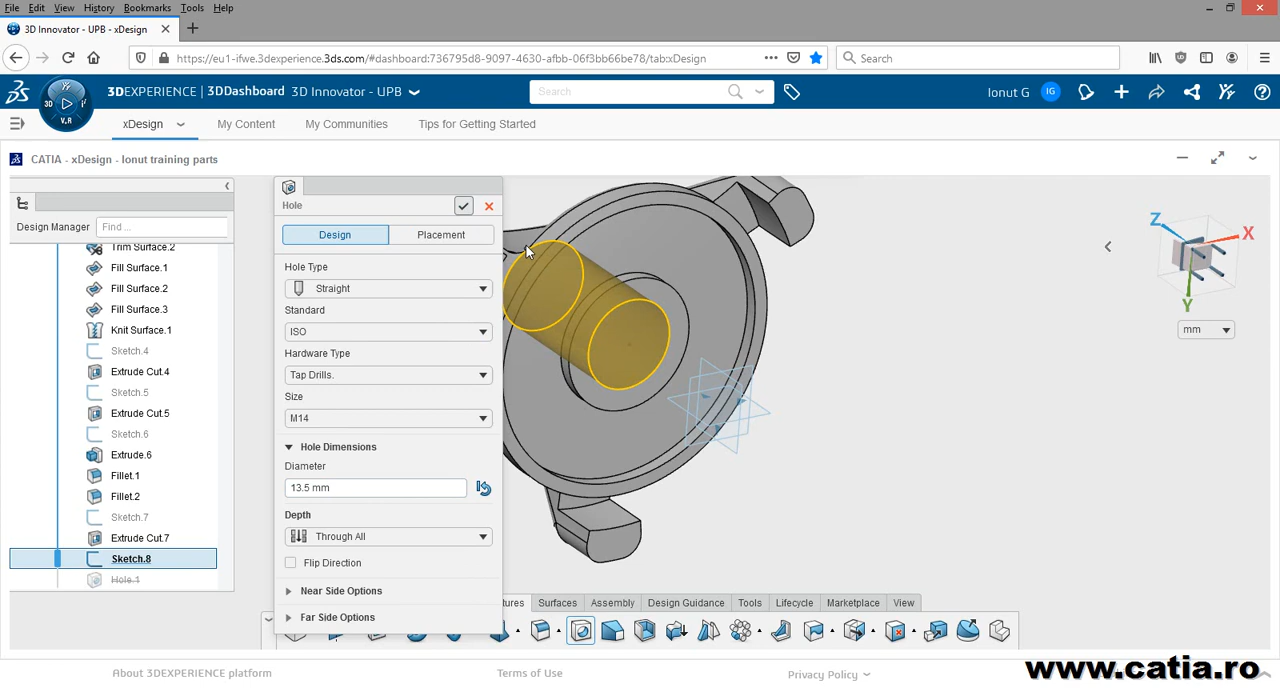 File Edit View History Bookmarks Tools Help
3D Innovator - UPB - xDesign
https://eu1-ifwe.3dexperience.3ds.com/#dashboard:736795d8-9097-4630-afbb-06f3bb66be78/tab:xDesign
Search
3DEXPERIENCE | 3DDashboard 3D Innovator - UPB
Search
Ionut G IG
3D V.R
xDesign My Content My Communities Tips for Getting Started
CATIA - xDesign - Ionut training parts
Design Manager Find ...
Trim Surface.2
Fill Surface.1
Fill Surface.2
Fill Surface.3
Knit Surface.1
Sketch.4
Extrude Cut.4
Sketch.5
Extrude Cut.5
Sketch.6
Extrude.6
Fillet.1
Fillet.2
Sketch.7
Extrude Cut.7
Sketch.8
Hole.1
Hole
Design Placement
Hole Type
Straight
Standard
ISO
Hardware Type
Tap Drills.
Size
M14
Hole Dimensions
Diameter
13.5 mm
Depth
Through All
Flip Direction
Near Side Options
Far Side Options
Z X
Y
mm
tures Surfaces Assembly Design Guidance Tools Lifecycle Marketplace View
About 3DEXPERIENCE platform Terms of Use Privacy Policy
www.catia.ro